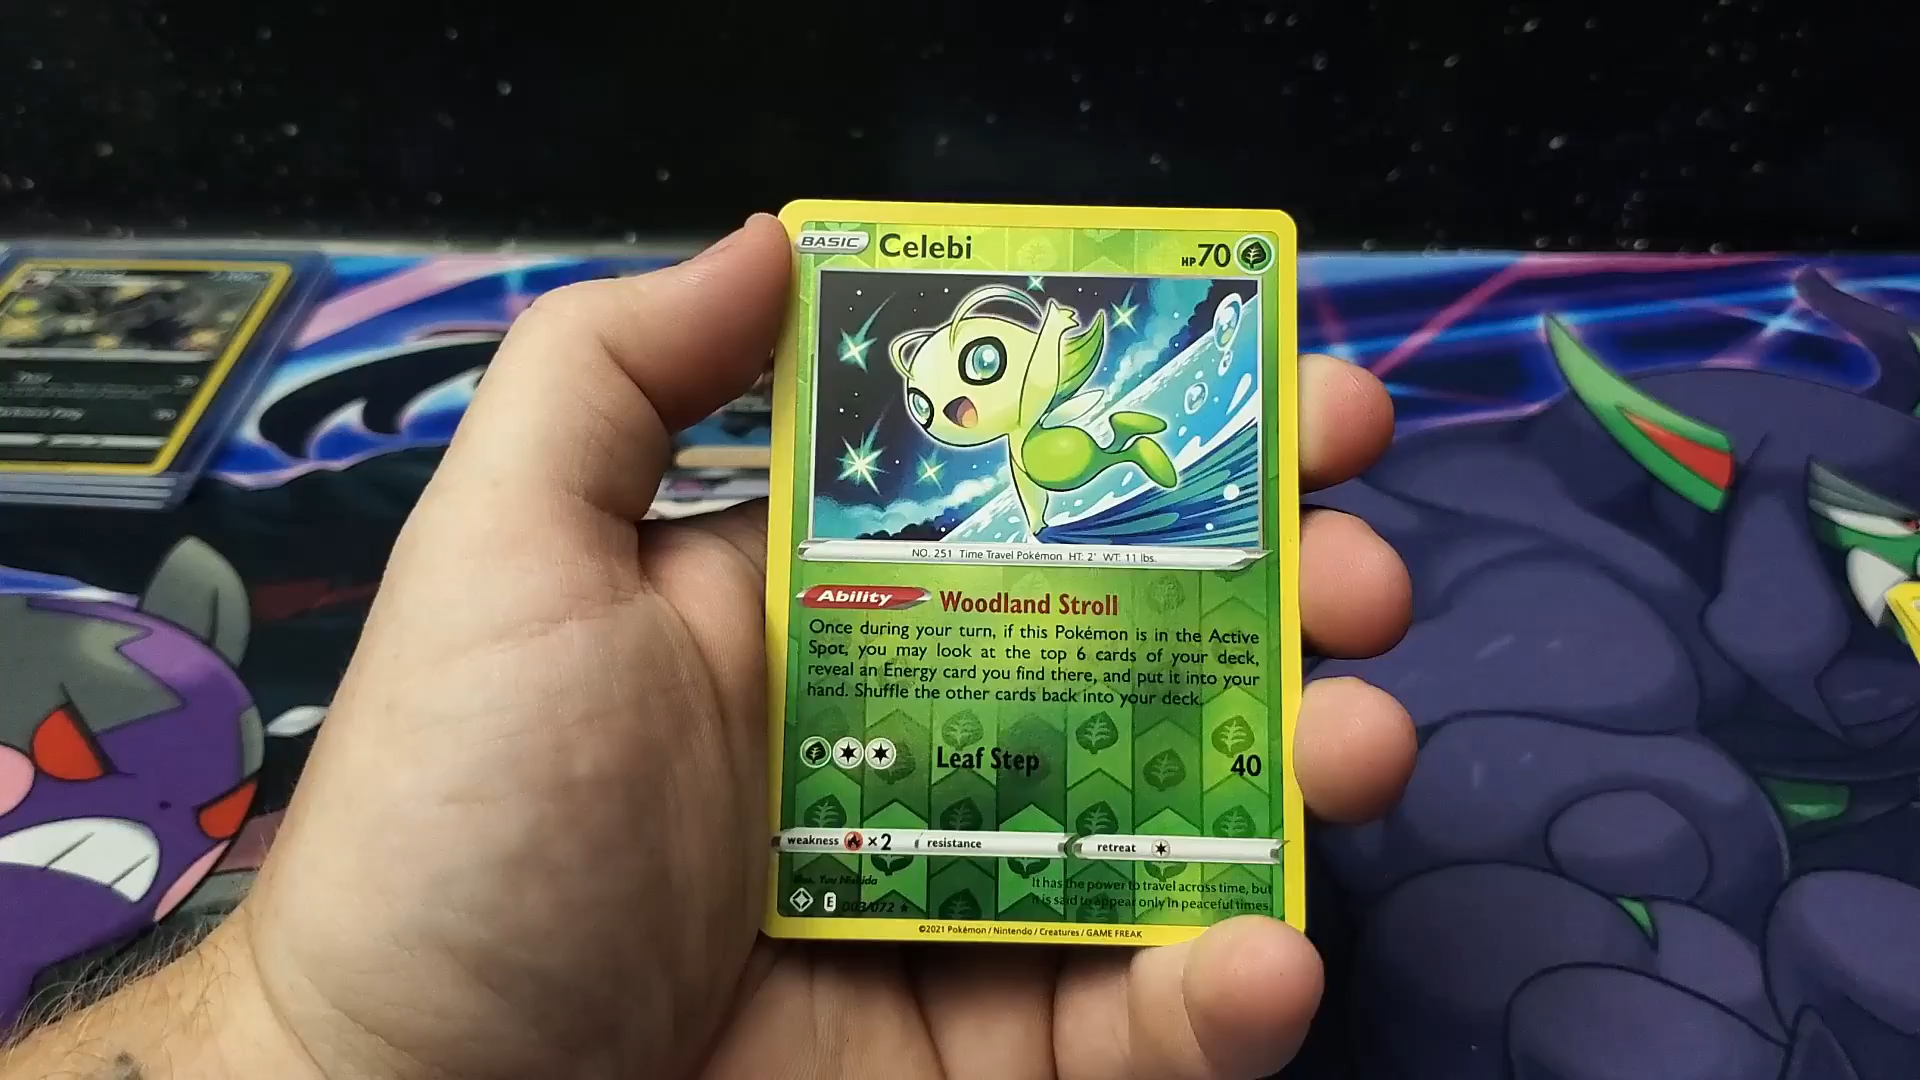 BASIC Celebi HP 70
NO. 251 Time Travel Pokémon HT: 2' WT: 11 lbs.
Ability Woodland Stroll
Once during your turn, if this Pokémon is in the Active
Spot, you may look at the top 6 cards of your deck,
reveal an Energy card you find there, and put it into your
hand. Shuffle the other cards back into your deck.
Leaf Step 40
weakness ×2 resistance retreat
Illus. Yuu Nishida
It has the power to travel across time, but
it is said to appear only in peaceful times.
E 003/072
©2021 Pokémon / Nintendo / Creatures / GAME FREAK